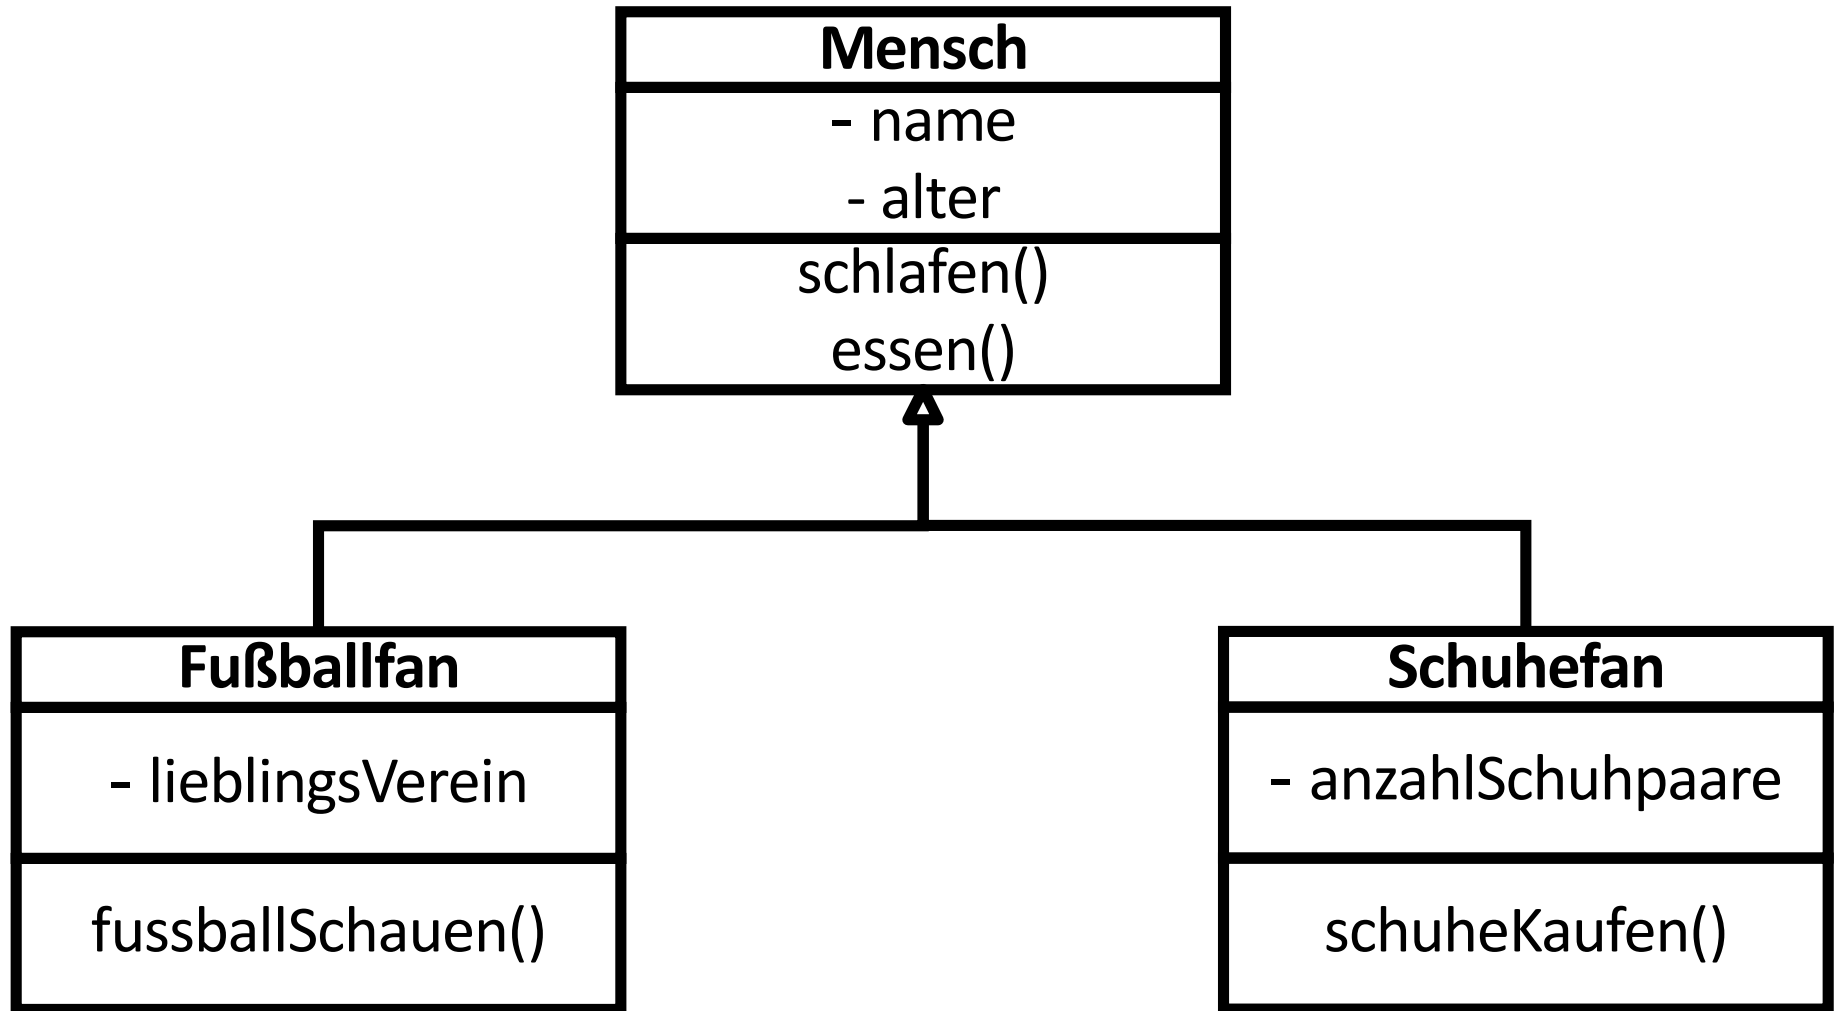 Mensch
- name
- alter
schlafen()
essen()
Fußballfan
- lieblingsVerein
fussballSchauen()
Schuhefan
- anzahlSchuhpaare
schuheKaufen()